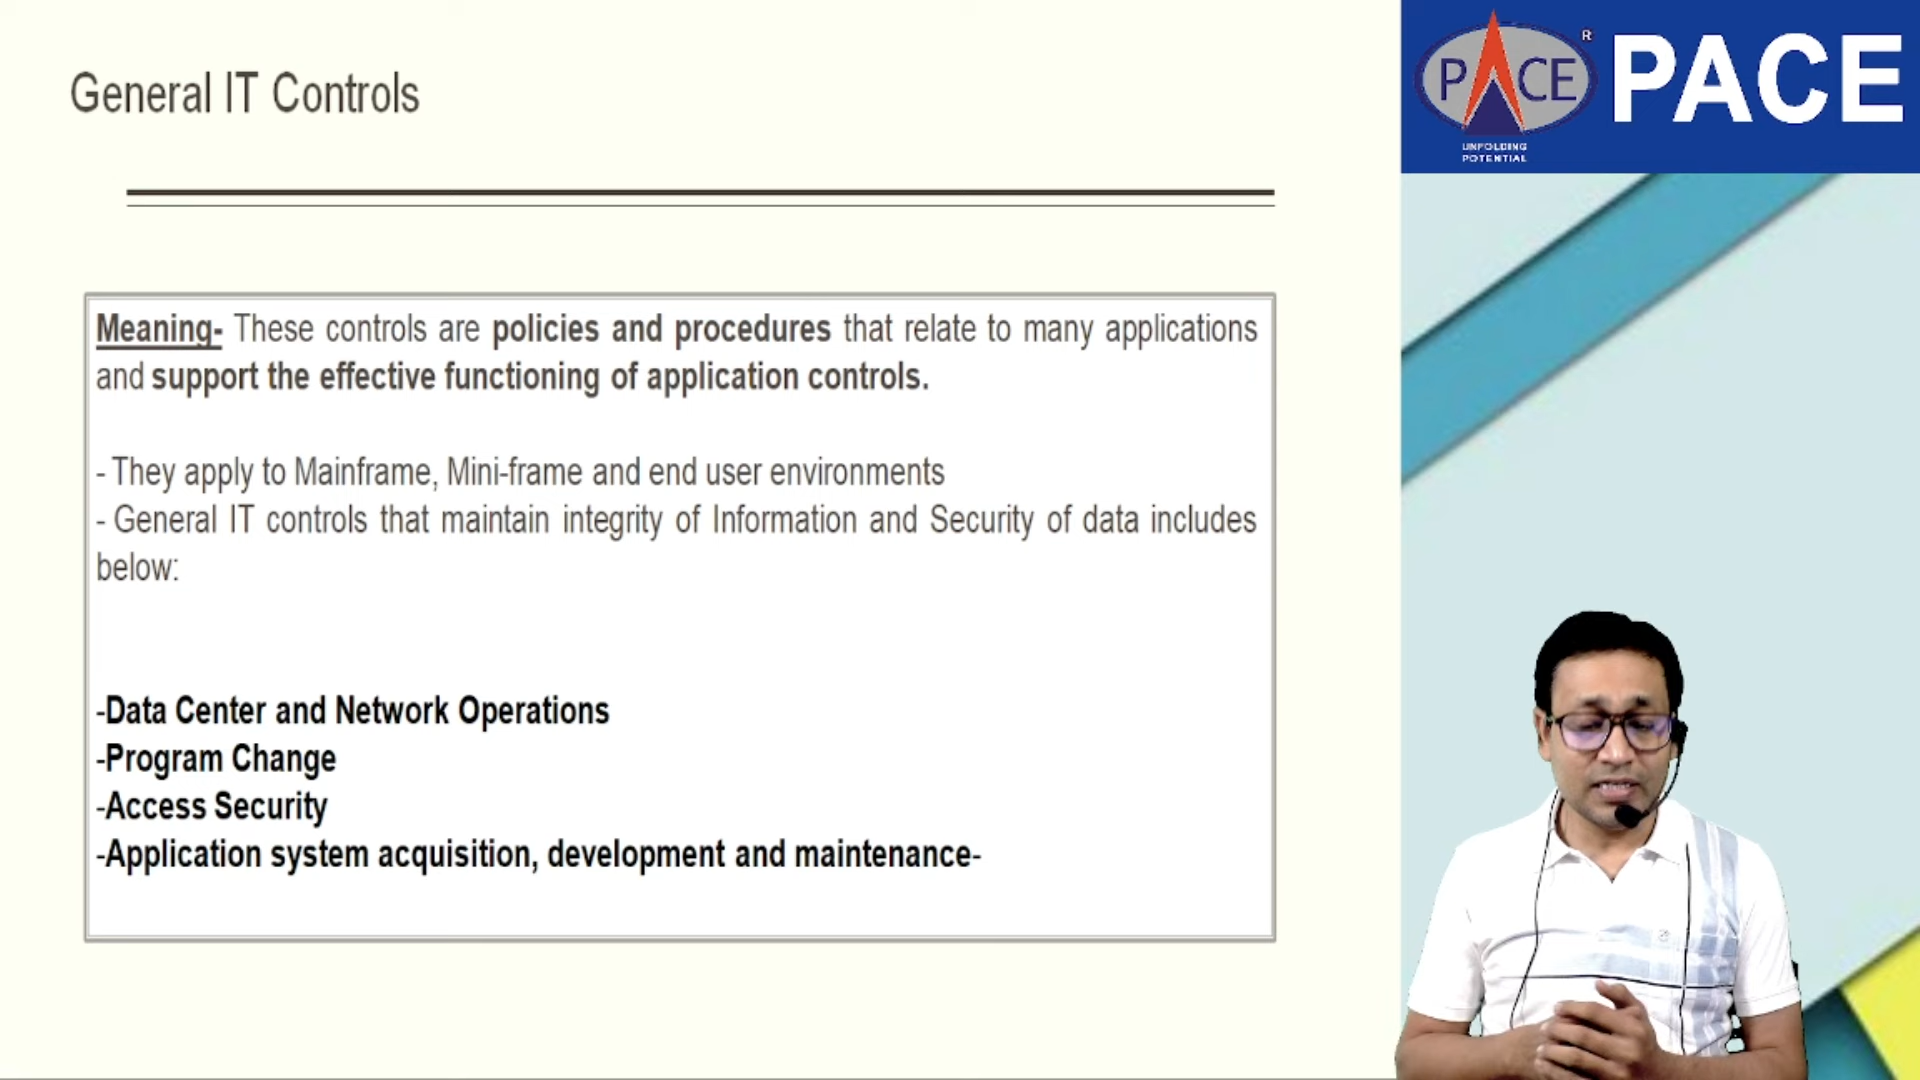 General IT Controls
Meaning- These controls are policies and procedures that relate to many applications
and support the effective functioning of application controls.
- They apply to Mainframe, Mini-frame and end user environments
- General IT controls that maintain integrity of Information and Security of data includes
below:
-Data Center and Network Operations
-Program Change
-Access Security
-Application system acquisition, development and maintenance-
PACE
R
UNFOLDING
POTENTIAL
PACE